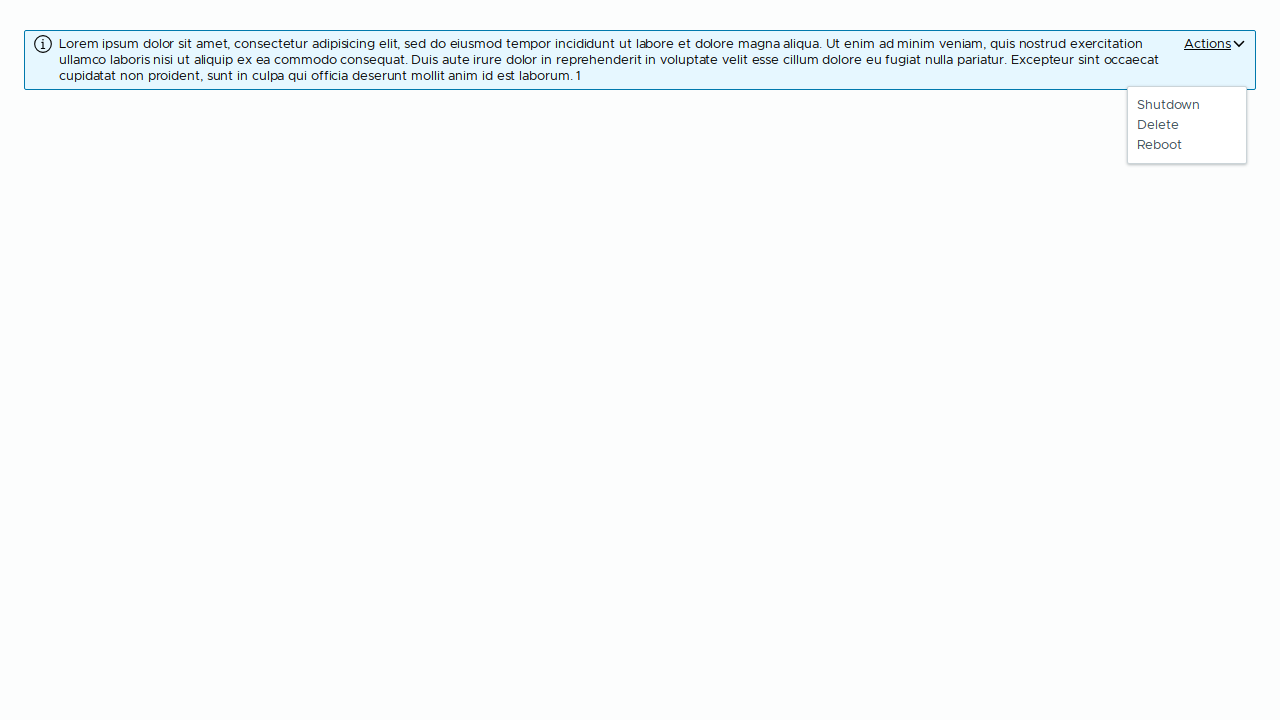 Lorem ipsum dolor sit amet, consectetur adipisicing elit, sed do eiusmod tempor incididunt ut labore et dolore magna aliqua. Ut enim ad minim veniam, quis nostrud exercitation
ullamco laboris nisi ut aliquip ex ea commodo consequat. Duis aute irure dolor in reprehenderit in voluptate velit esse cillum dolore eu fugiat nulla pariatur. Excepteur sint occaecat
cupidatat non proident, sunt in culpa qui officia deserunt mollit anim id est laborum. 1
Actions
Shutdown
Delete
Reboot